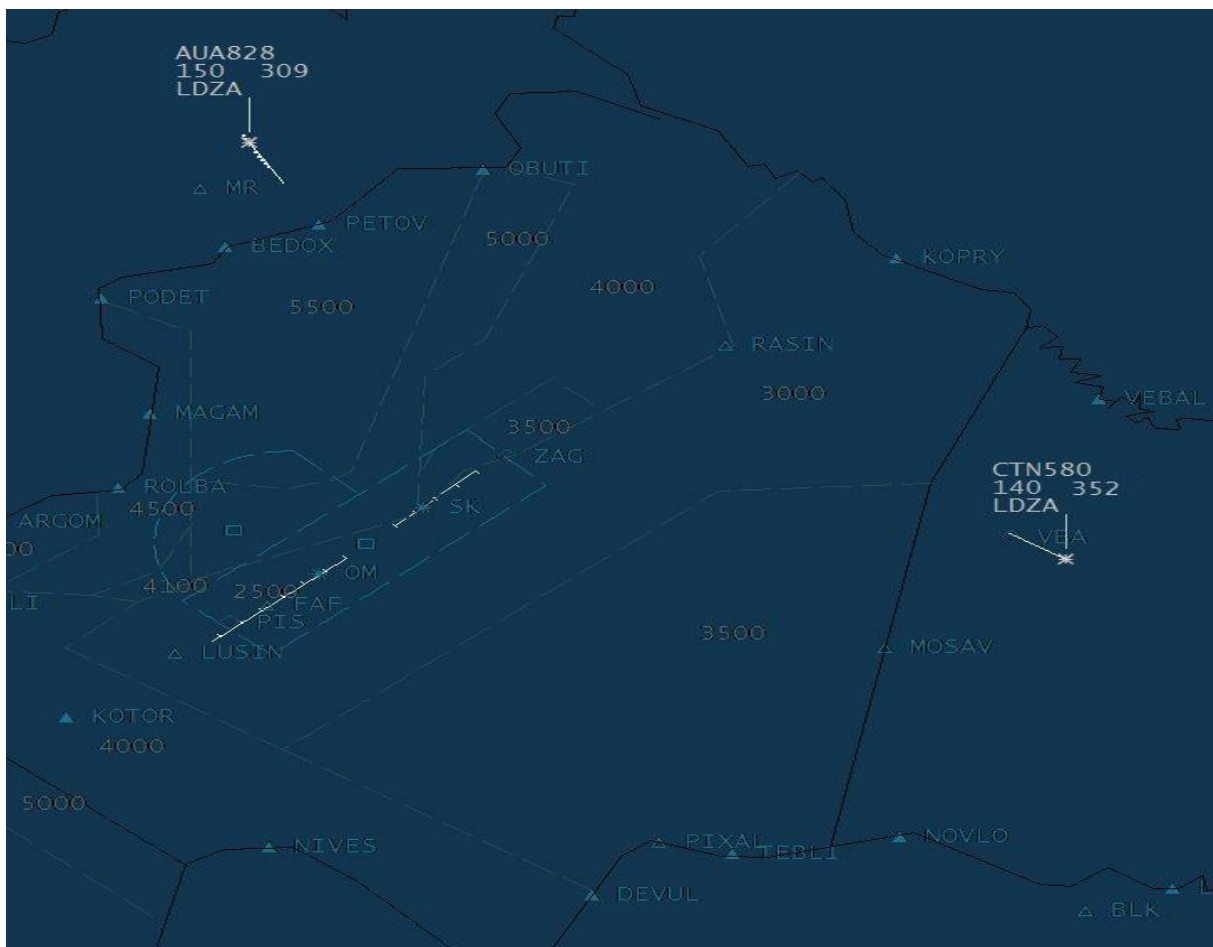 AUA828
150 309
LDZA
OBUTI
MR
PETOV
5000
BEDOX
KOPRY
4000
PODET
5500
RASIN
3000
VEBAL
MAGAM
3500
ZAG
CTN580
140 352
LDZA
ROLBA
4500
SK
ARGOM
VBA
OM
4100
2500
FAF
PIS
3500
LUSIN
MOSAV
KOTOR
4000
5000
NOVLO
PIXAL
NIVES
TEBLI
DEVUL
BLK